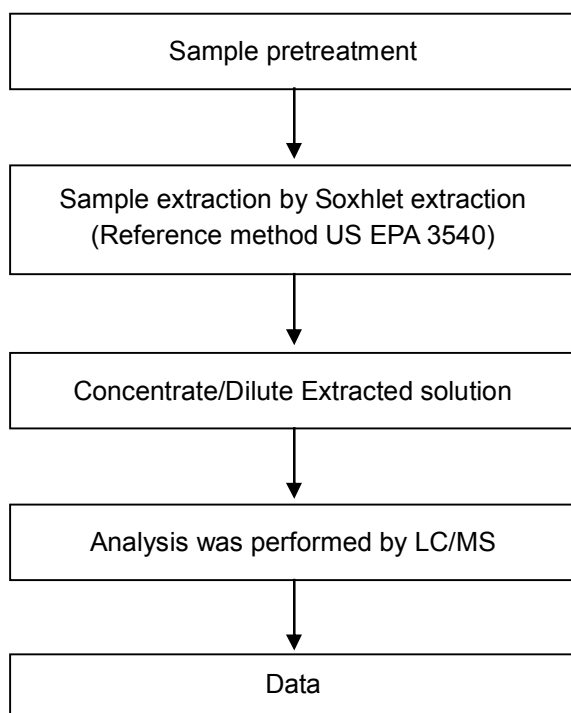 Sample pretreatment
Sample extraction by Soxhlet extraction
(Reference method US EPA 3540)
Concentrate/Dilute Extracted solution
Analysis was performed by LC/MS
Data